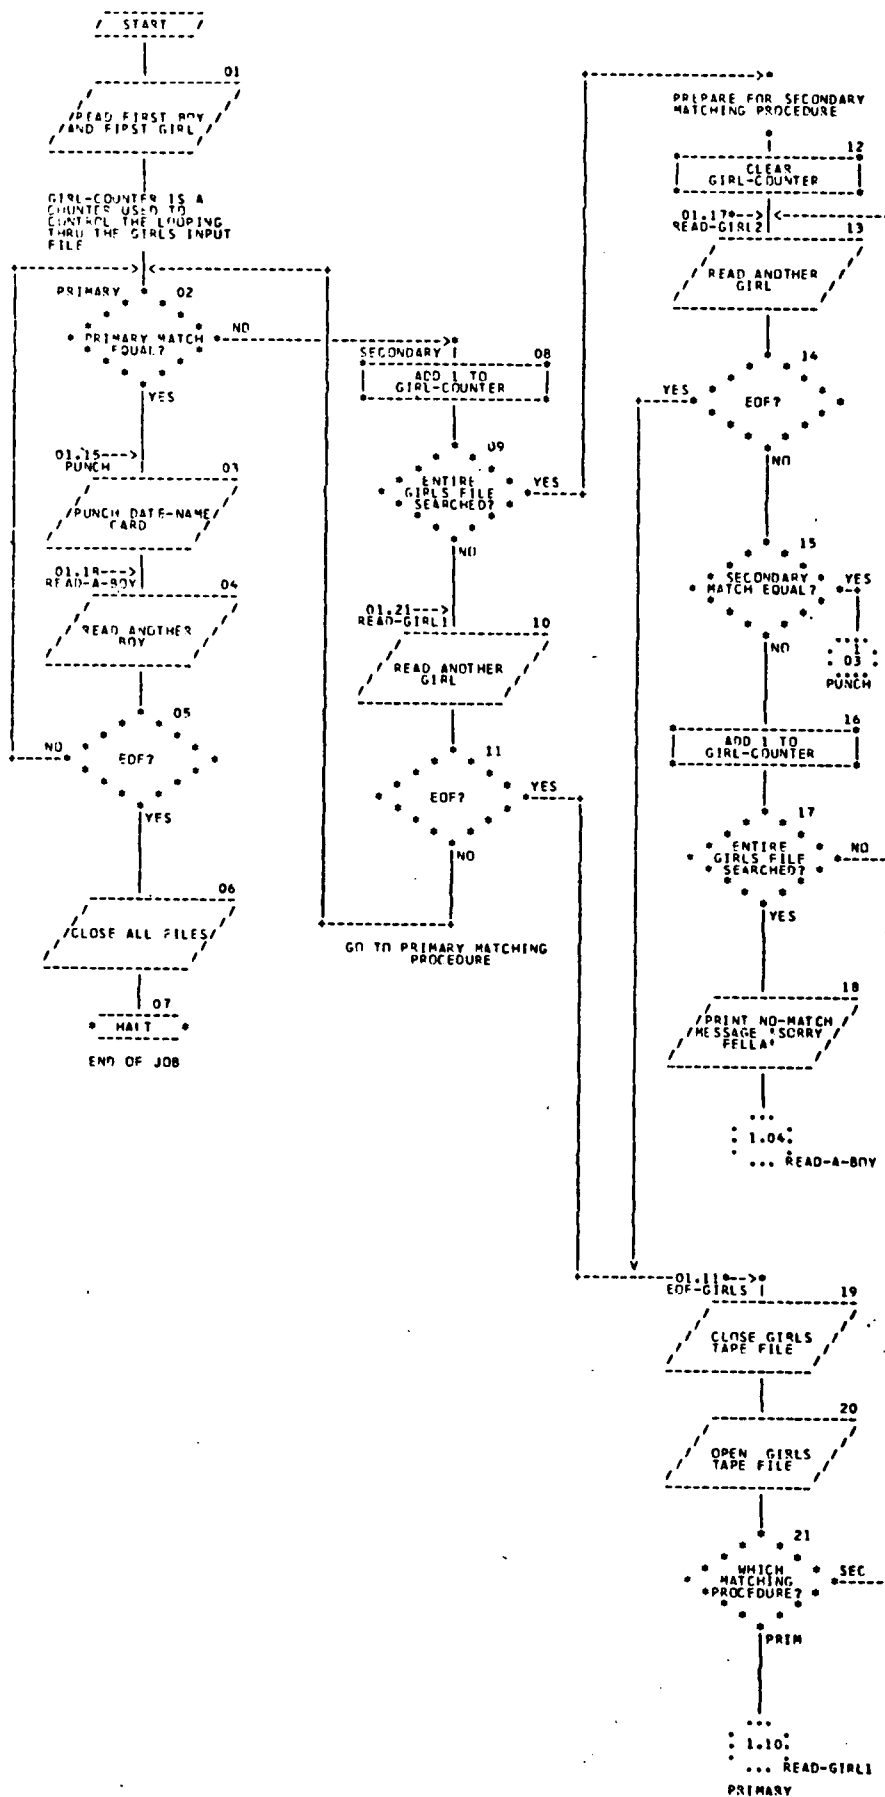 START
01
READ FIRST BOY
AND FIRST GIRL
GIRL-COUNTER IS A
COUNTER USED TO
CONTROL THE LOOPING
THRU THE GIRLS INPUT
FILE
PRIMARY
02
PRIMARY MATCH
EQUAL?
NO
YES
01.15--->
PUNCH
03
PUNCH DATE-NAME
CARD
01.18--->
READ-A-BOY
04
READ ANOTHER
BOY
05
EOF?
NO
YES
06
CLOSE ALL FILES
07
HALT
END OF JOB
SECONDARY
08
ADD 1 TO
GIRL-COUNTER
09
ENTIRE
GIRLS FILE
SEARCHED?
YES
NO
01.21--->
READ-GIRL1
10
READ ANOTHER
GIRL
11
EOF?
YES
NO
GO TO PRIMARY MATCHING
PROCEDURE
PREPARE FOR SECONDARY
MATCHING PROCEDURE
12
CLEAR
GIRL-COUNTER
01.17*-->
READ-GIRL2
13
READ ANOTHER
GIRL
14
EOF?
YES
NO
15
SECONDARY
MATCH EQUAL?
YES
1
03
PUNCH
NO
16
ADD 1 TO
GIRL-COUNTER
17
ENTIRE
GIRLS FILE
SEARCHED?
NO
YES
18
PRINT NO-MATCH
MESSAGE 'SORRY
FELLA'
1.04
READ-A-BOY
01.11*-->
EOF-GIRLS
19
CLOSE GIRLS
TAPE FILE
20
OPEN GIRLS
TAPE FILE
21
WHICH
MATCHING
PROCEDURE?
SEC
PRIM
1.10
READ-GIRL1
PRIMARY